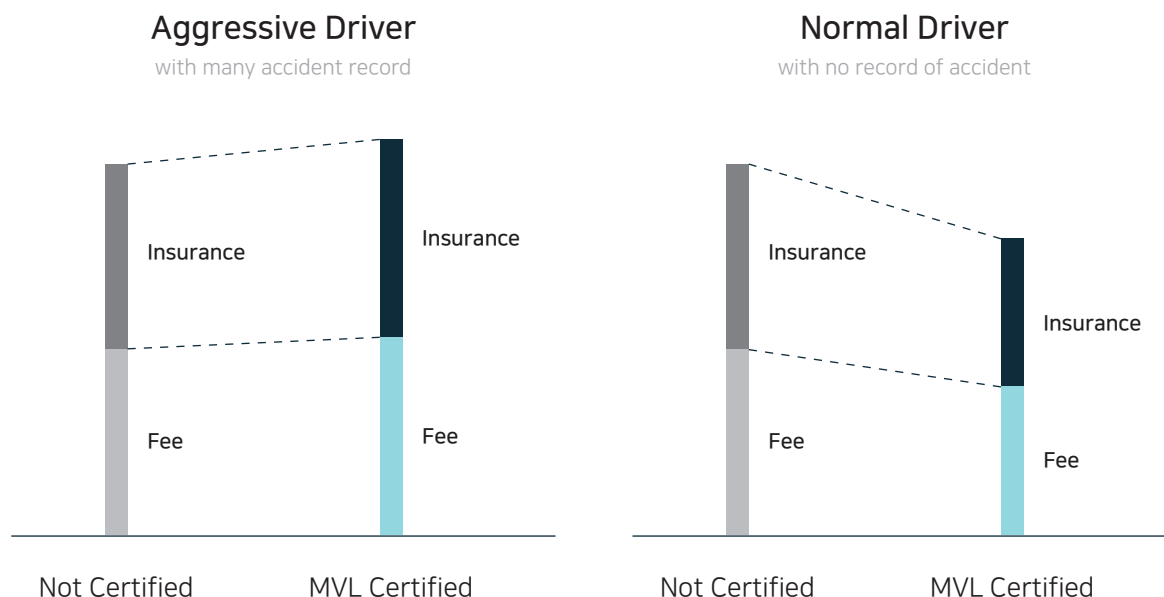 Aggressive Driver
with many accident record
Insurance
Insurance
Fee
Fee
Not Certified
MVL Certified
Normal Driver
with no record of accident
Insurance
Insurance
Fee
Fee
Not Certified
MVL Certified